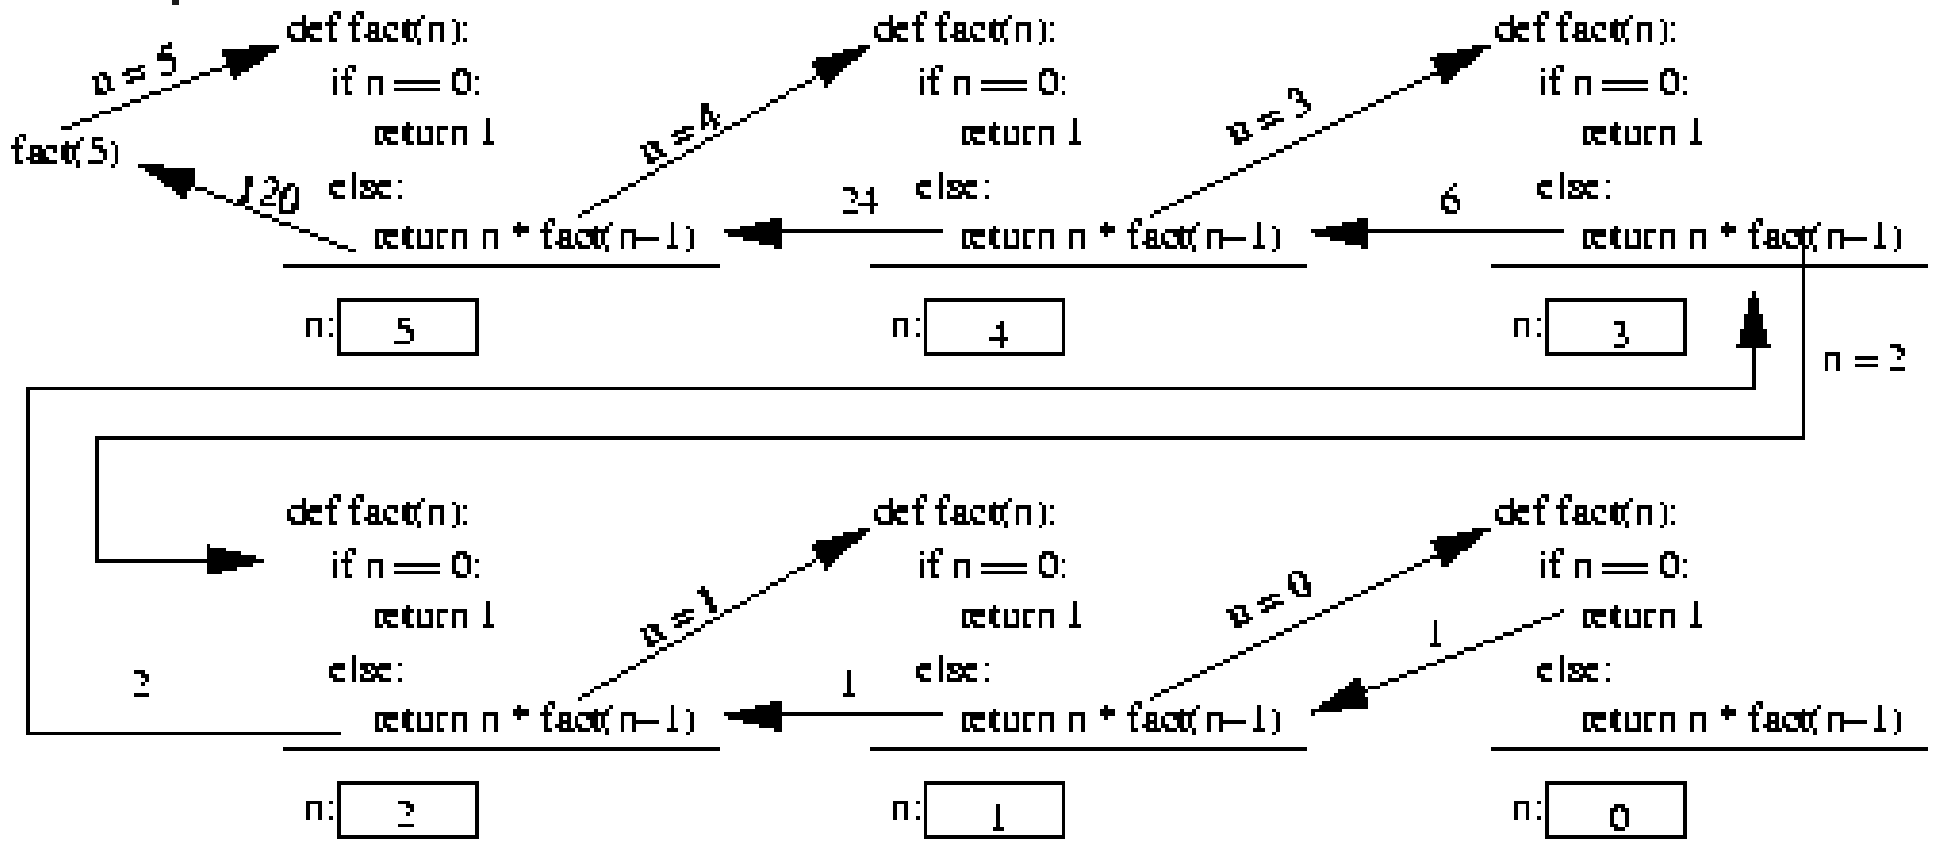 def fact(n):
if n == 0:
return 1
else:
return n * fact(n–1)
n: 5
n = 5
fact(5)
120
def fact(n):
if n == 0:
return 1
else:
return n * fact(n–1)
n: 4
n = 4
24
def fact(n):
if n == 0:
return 1
else:
return n * fact(n–1)
n: 3
n = 3
6
n = 2
def fact(n):
if n == 0:
return 1
else:
return n * fact(n–1)
n: 2
2
def fact(n):
if n == 0:
return 1
else:
return n * fact(n–1)
n: 1
n = 1
1
def fact(n):
if n == 0:
return 1
else:
return n * fact(n–1)
n: 0
n = 0
1